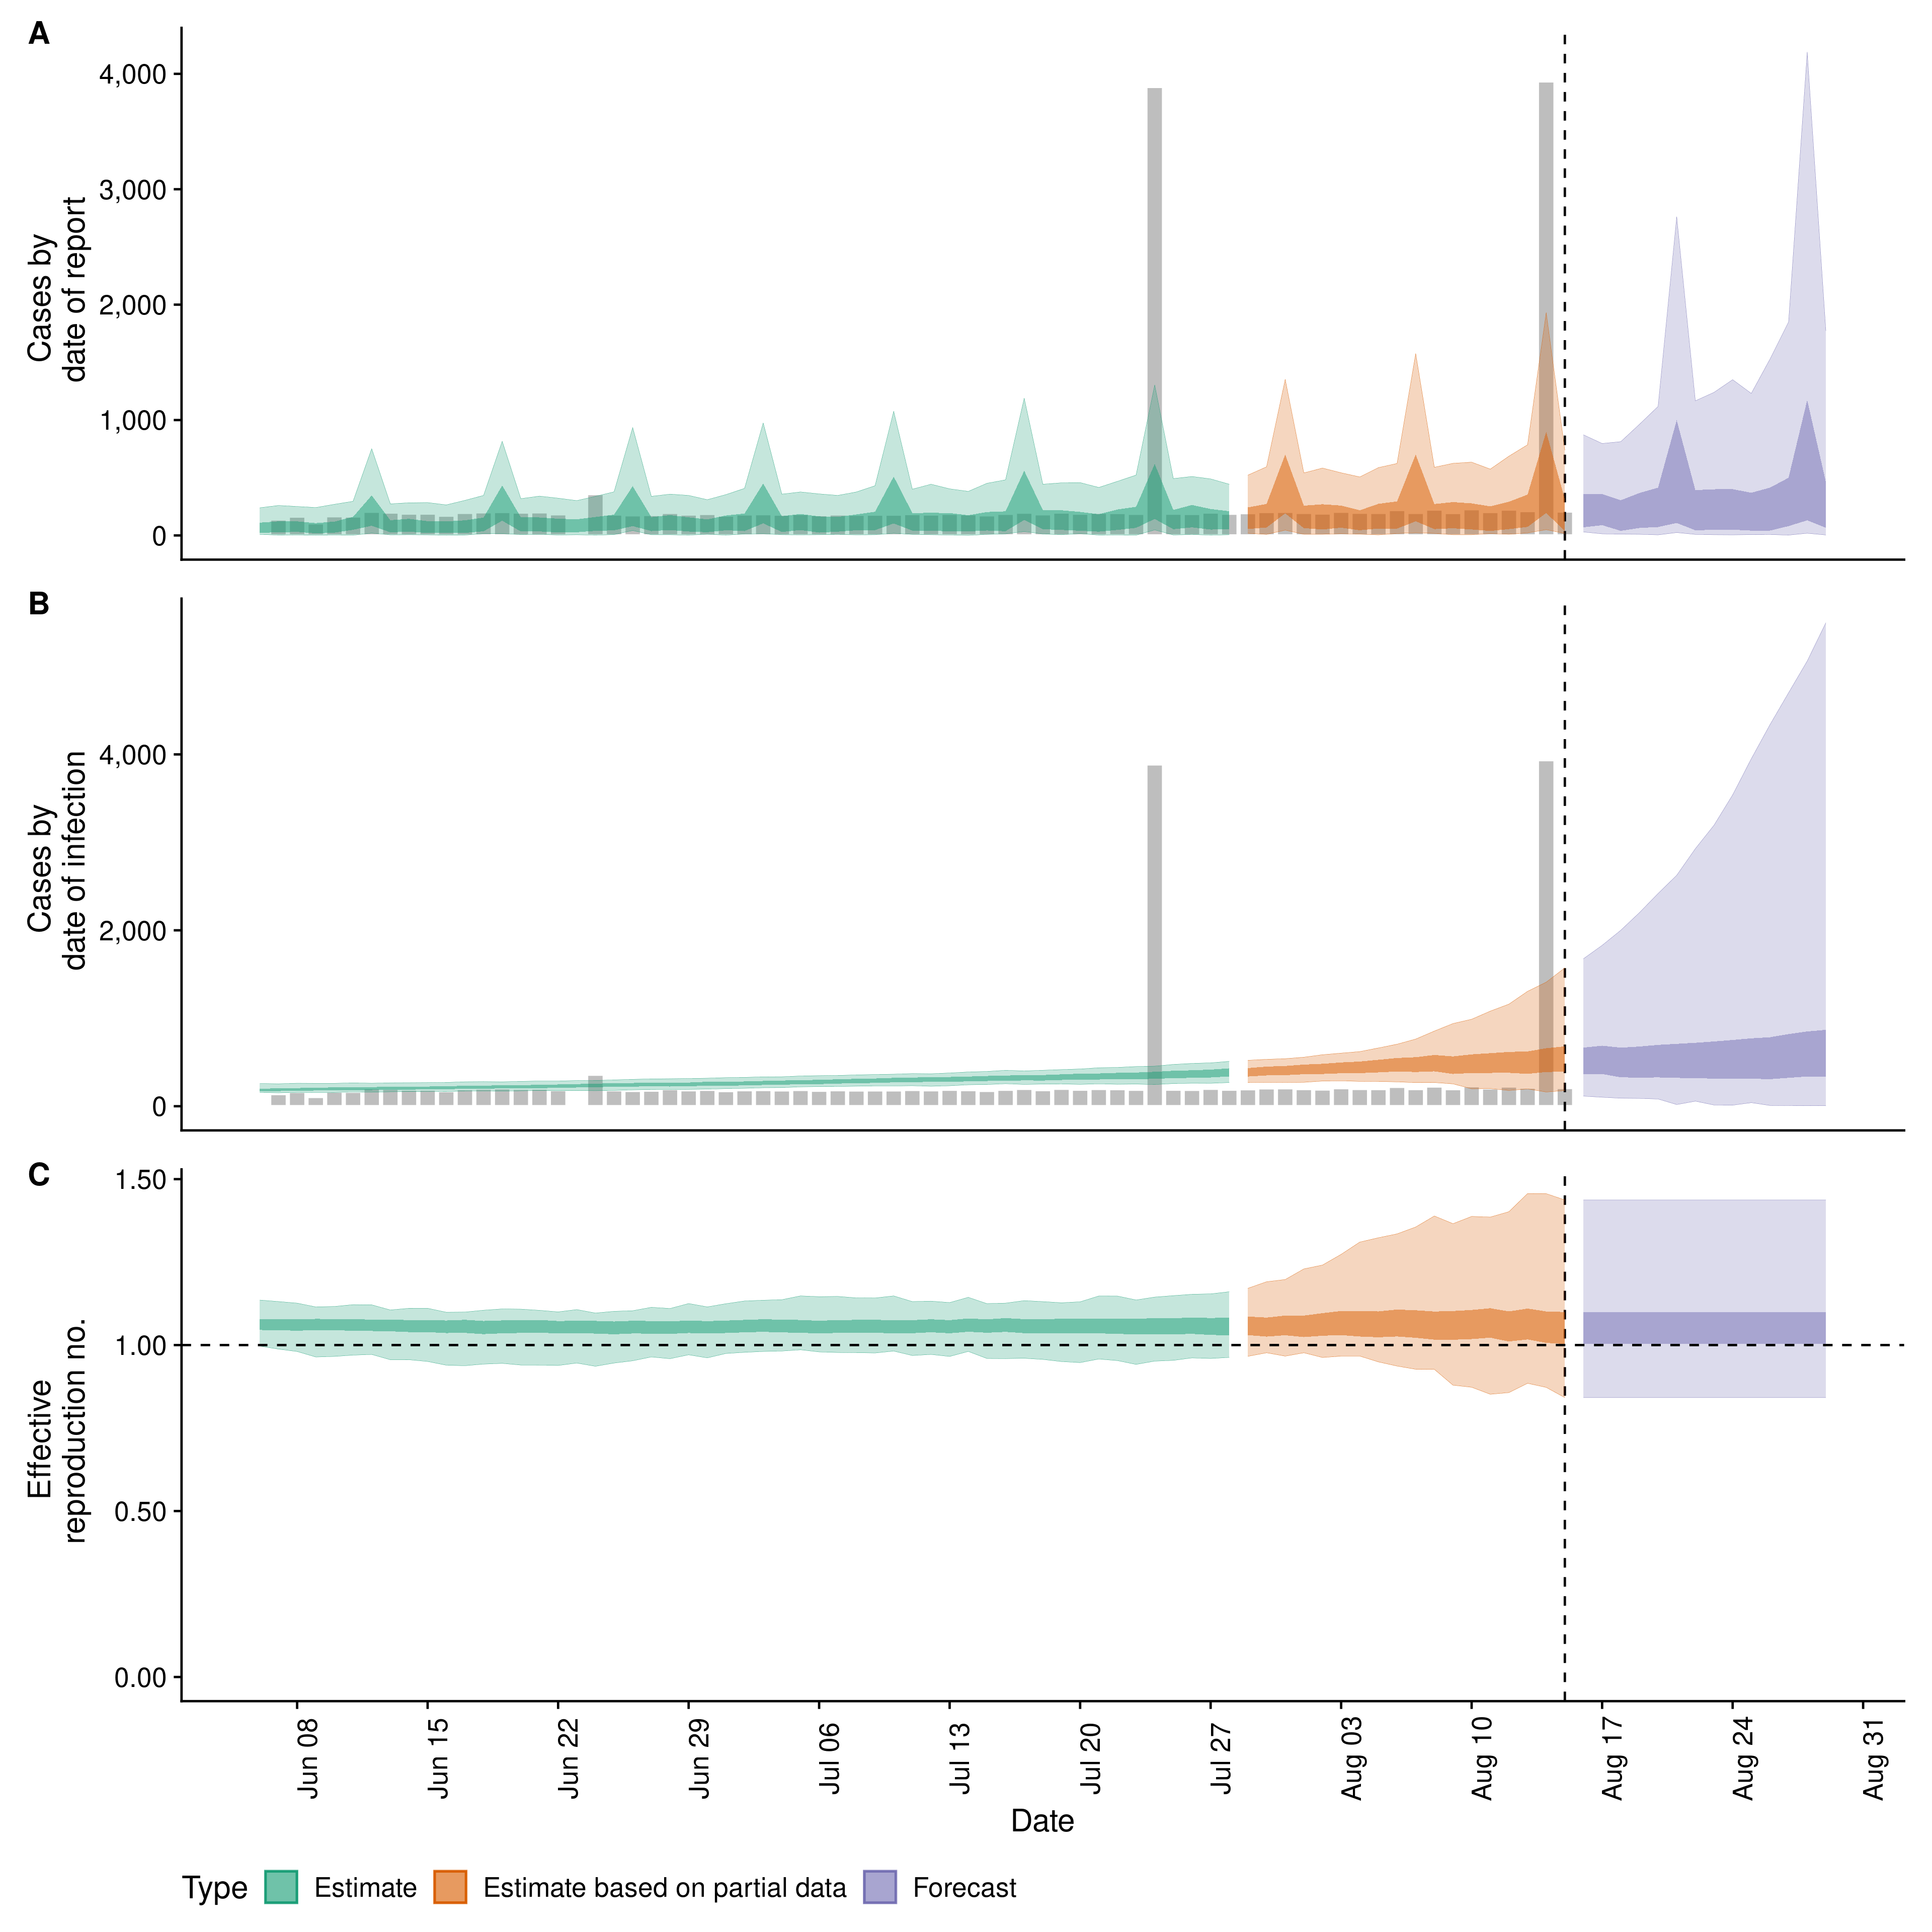 A
Cases by
date of report
4,000
3,000
2,000
1,000
0
B
Cases by
date of infection
4,000
2,000
0
C
Effective
reproduction no.
1.50
1.00
0.50
0.00
Jun 08
Jun 15
Jun 22
Jun 29
Jul 06
Jul 13
Jul 20
Jul 27
Aug 03
Aug 10
Aug 17
Aug 24
Aug 31
Date
Type Estimate Estimate based on partial data Forecast